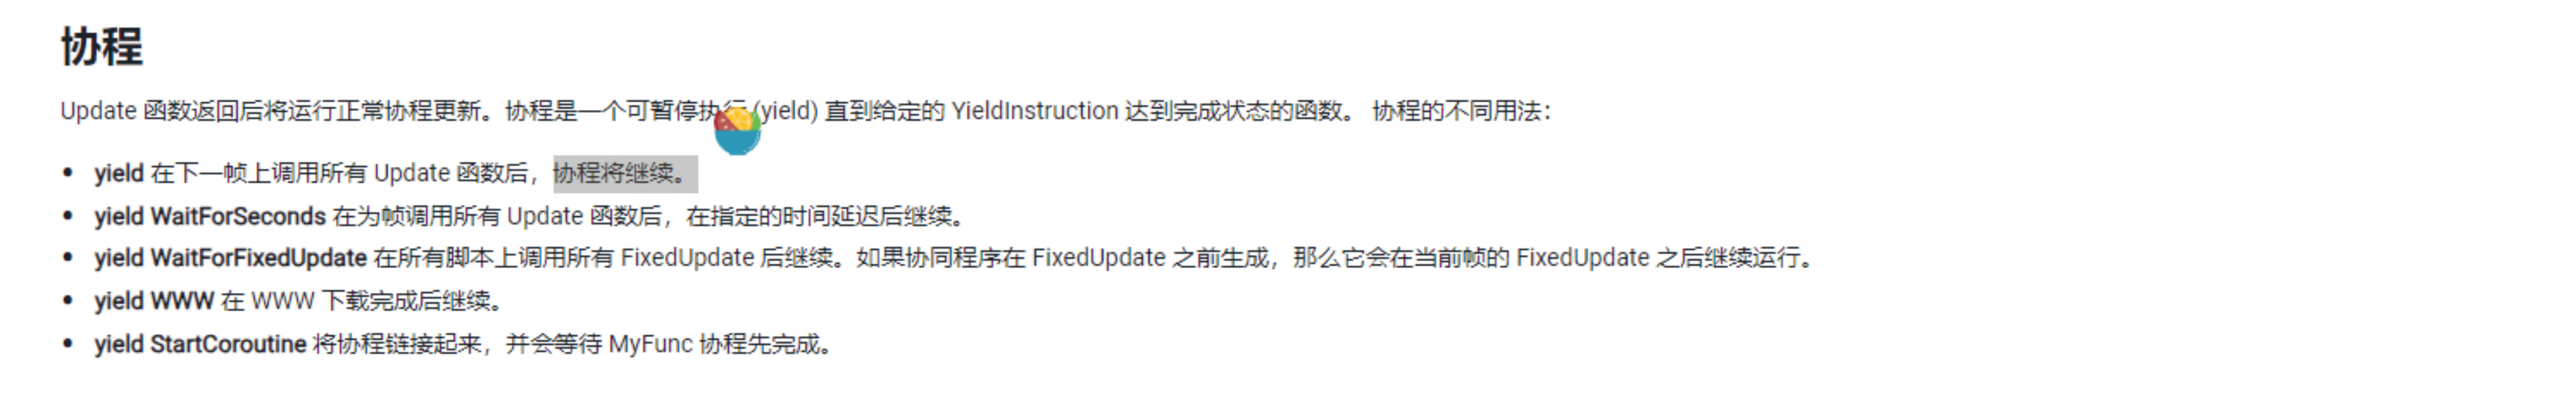 协程
Update 函数返回后将运行正常协程更新。协程是一个可暂停执行 (yield) 直到给定的 YieldInstruction 达到完成状态的函数。 协程的不同用法：
• yield 在下一帧上调用所有 Update 函数后，协程将继续。
• yield WaitForSeconds 在为帧调用所有 Update 函数后，在指定的时间延迟后继续。
• yield WaitForFixedUpdate 在所有脚本上调用所有 FixedUpdate 后继续。如果协同程序在 FixedUpdate 之前生成，那么它会在当前帧的 FixedUpdate 之后继续运行。
• yield WWW 在 WWW 下载完成后继续。
• yield StartCoroutine 将协程链接起来，并会等待 MyFunc 协程先完成。